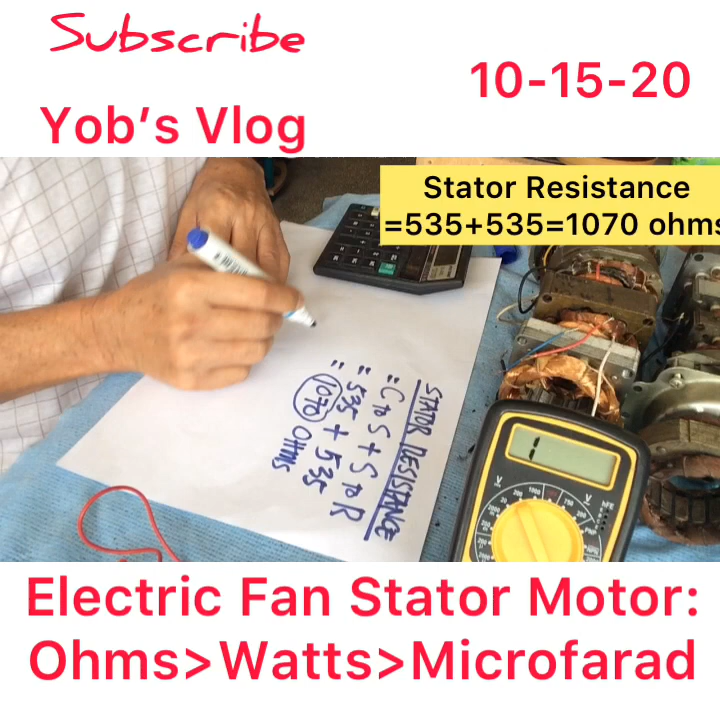 Subscribe
10-15-20
Yob's Vlog
Stator Resistance
=535+535=1070 ohms
STATOR RESISTANCE
= C to S + S to R
= 535 + 535
= 1070 OHMS
1
Electric Fan Stator Motor:
Ohms>Watts>Microfarad